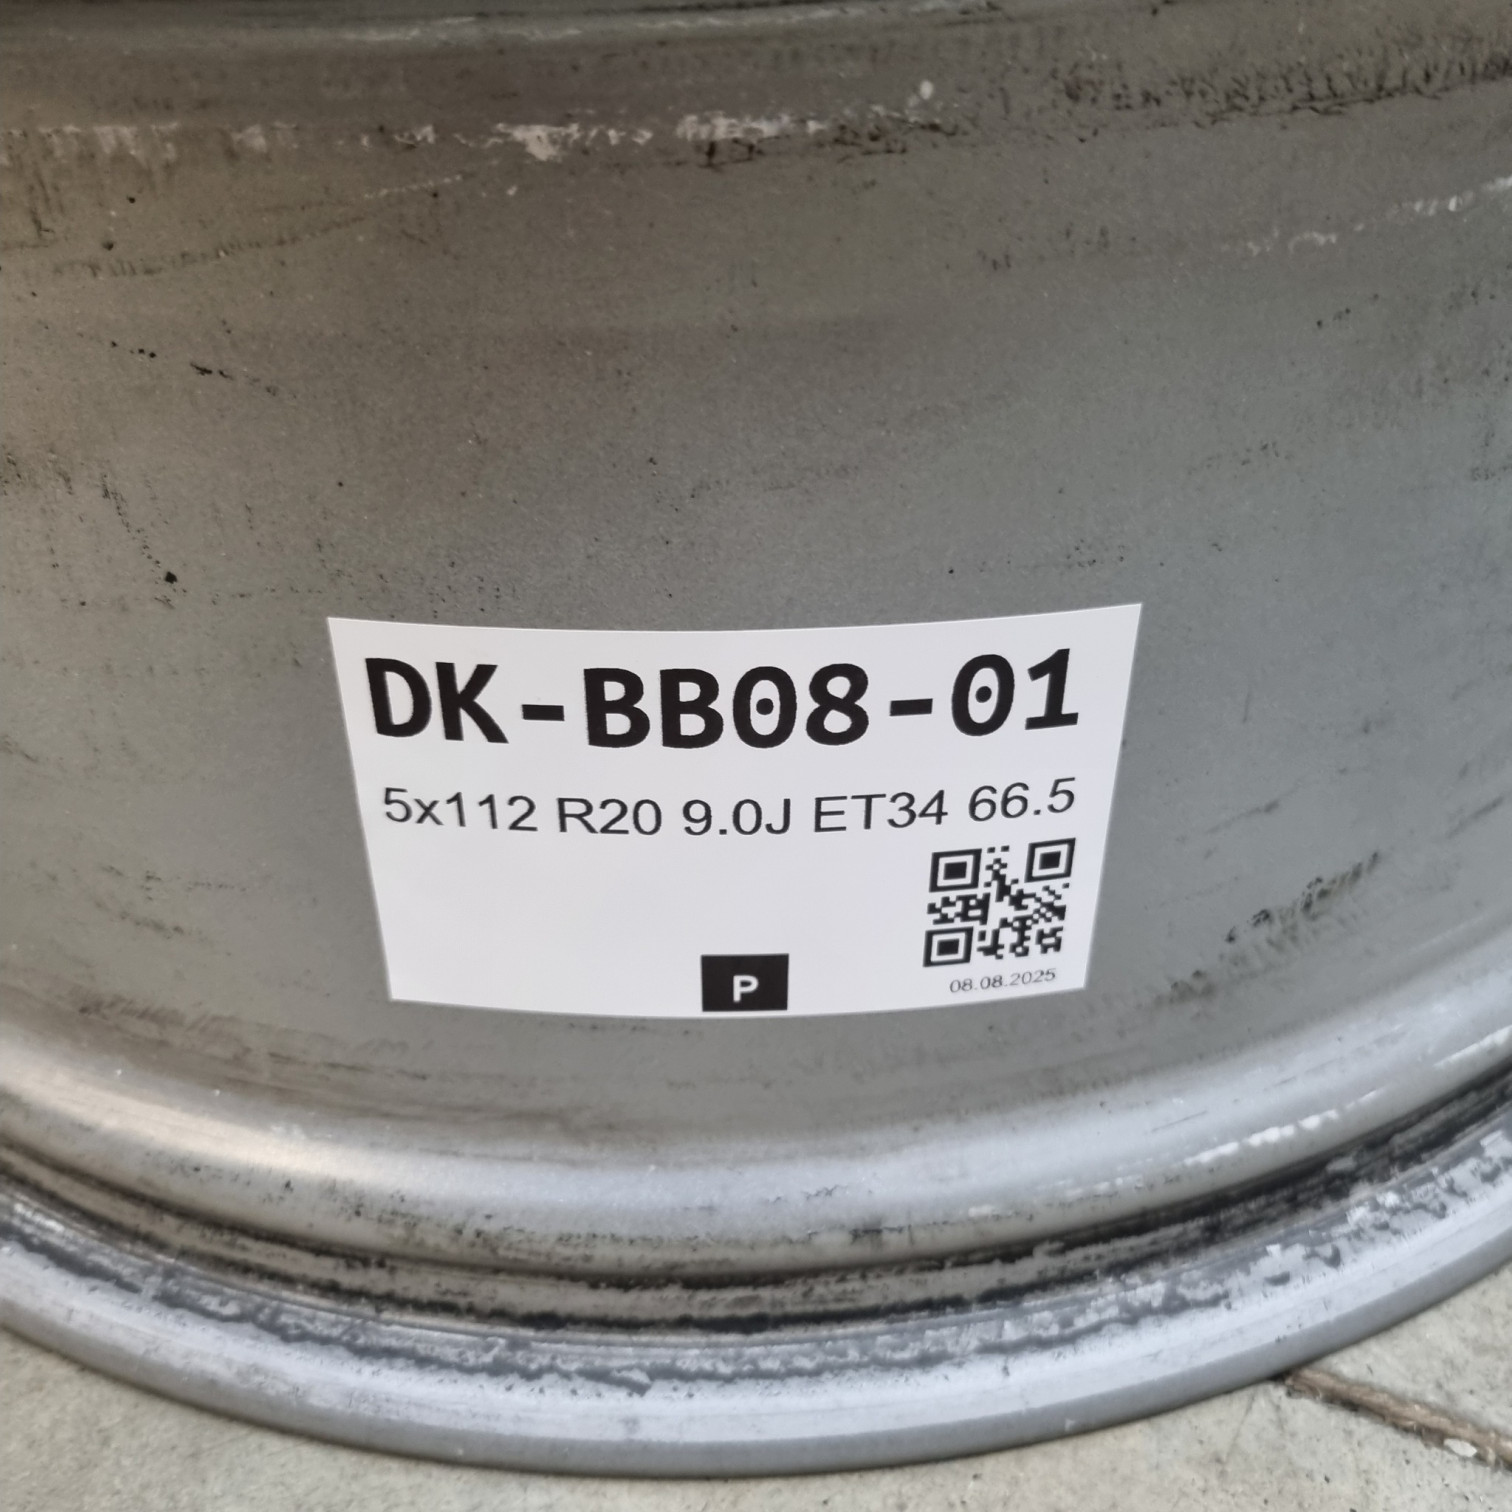 DK-BB08-01
5x112 R20 9.0J ET34 66.5
P
08.08.2025